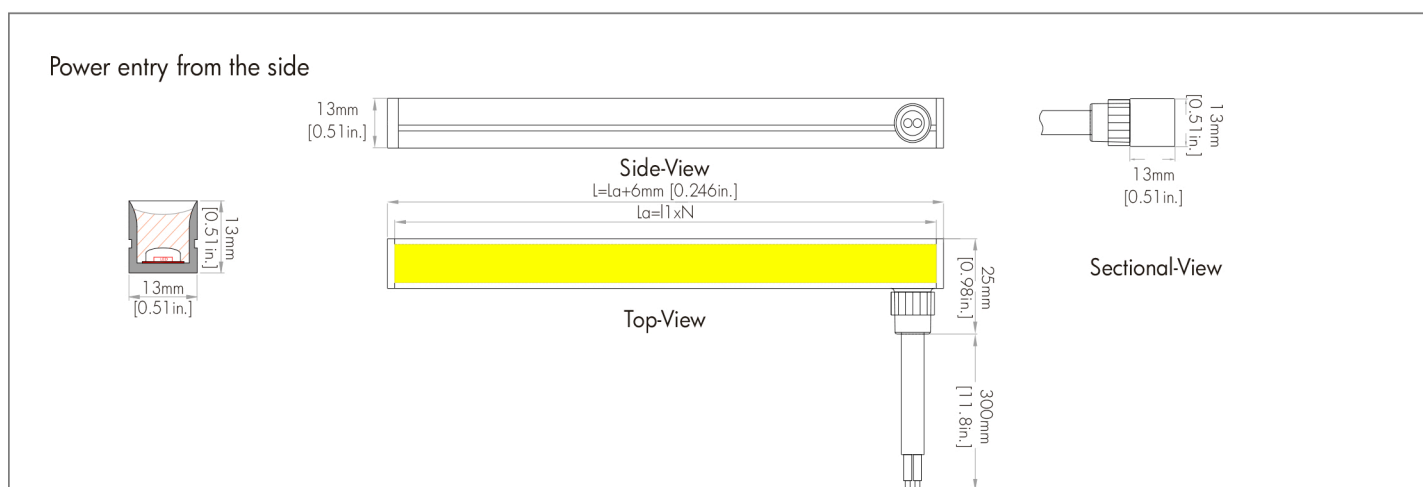 Power entry from the side
13mm
[0.51in.]
Side-View
L=La+6mm [0.246in.]
La=l1xN
13mm
[0.51in.]
13mm
[0.51in.]
13mm
[0.51in.]
13mm
[0.51in.]
Sectional-View
25mm
[0.98in.]
Top-View
300mm
[11.8in.]